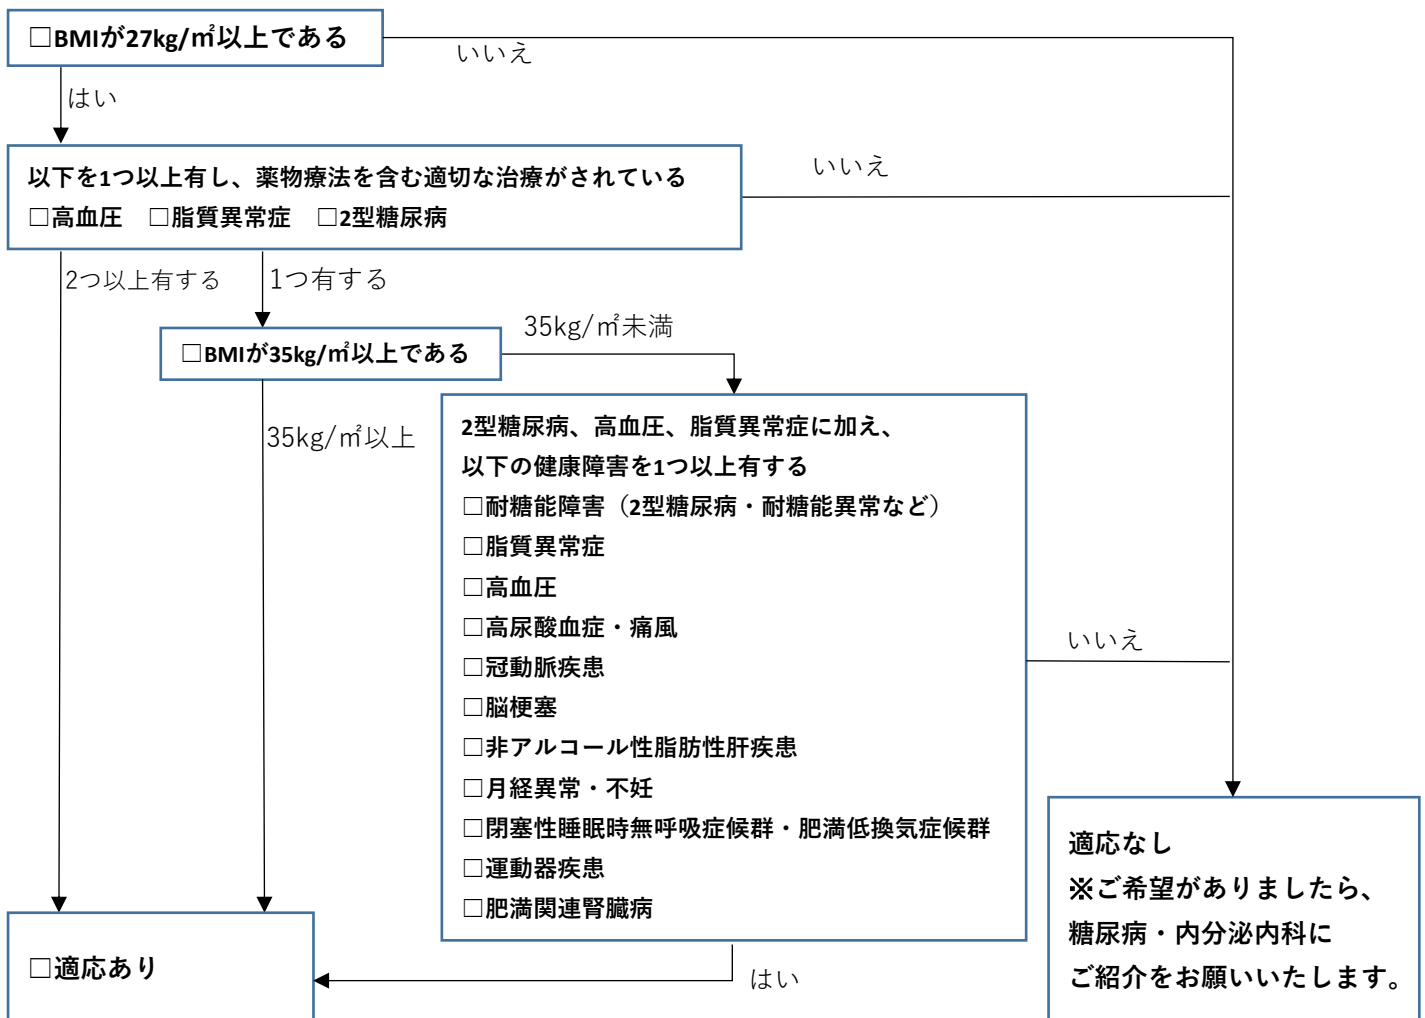 □BMIが27kg/㎡以上である
いいえ
はい
以下を1つ以上有し、薬物療法を含む適切な治療がされている
□高血圧　□脂質異常症　□2型糖尿病
いいえ
2つ以上有する
1つ有する
□BMIが35kg/㎡以上である
35kg/㎡未満
35kg/㎡以上
2型糖尿病、高血圧、脂質異常症に加え、
以下の健康障害を1つ以上有する
□耐糖能障害（2型糖尿病・耐糖能異常など）
□脂質異常症
□高血圧
□高尿酸血症・痛風
□冠動脈疾患
□脳梗塞
□非アルコール性脂肪性肝疾患
□月経異常・不妊
□閉塞性睡眠時無呼吸症候群・肥満低換気症候群
□運動器疾患
□肥満関連腎臓病
いいえ
はい
□適応あり
適応なし
※ご希望がありましたら、
糖尿病・内分泌内科に
ご紹介をお願いいたします。